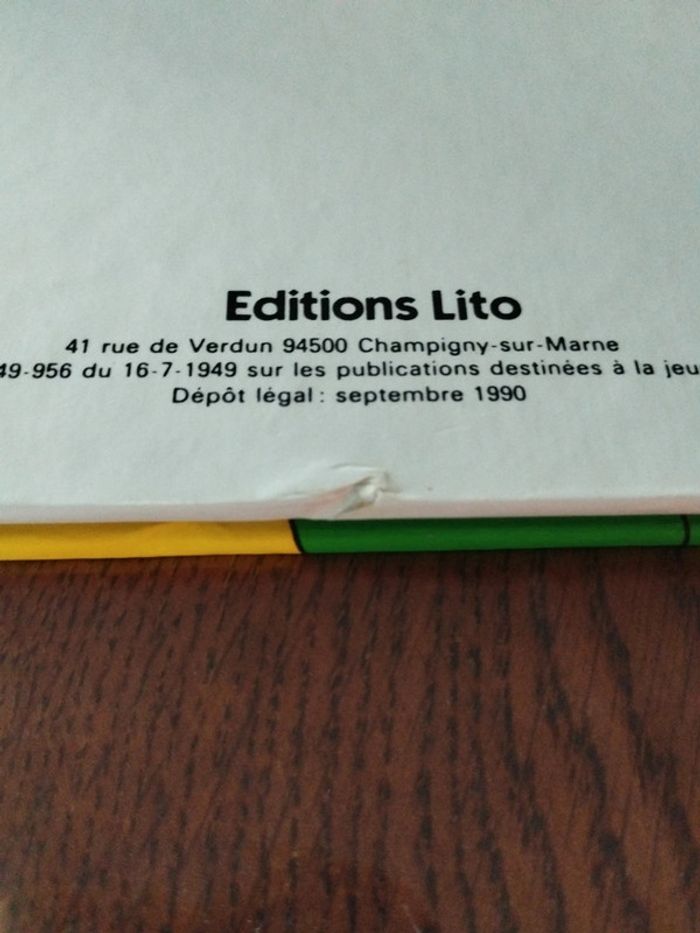 Editions Lito
41 rue de Verdun 94500 Champigny-sur-Marne
49-956 du 16-7-1949 sur les publications destinées à la jeu
Dépôt légal : septembre 1990